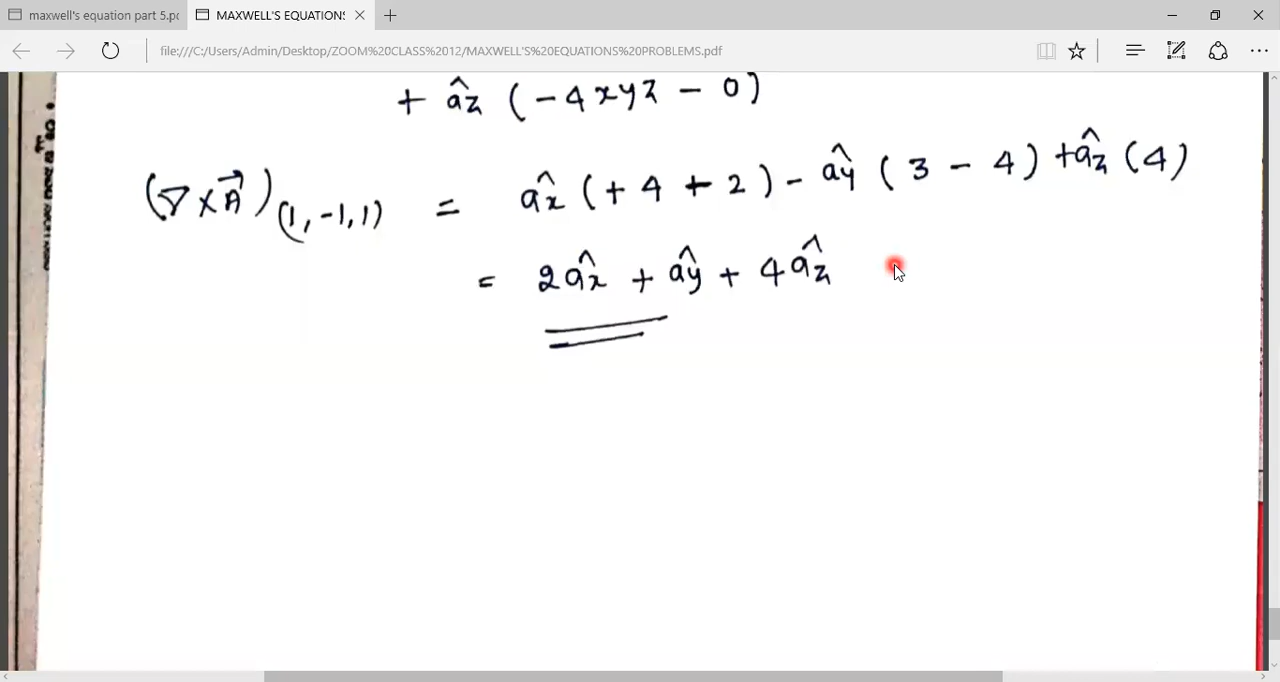 maxwell's equation part 5.pc
MAXWELL'S EQUATIONS
file:///C:/Users/Admin/Desktop/ZOOM%20CLASS%2012/MAXWELL'S%20EQUATIONS%20PROBLEMS.pdf
+ âz (-4xyz - 0)
(∇×A⃗)(1,-1,1) = âx (+4 + 2) - ây (3 - 4) + âz (4)
= 2âx + ây + 4âz